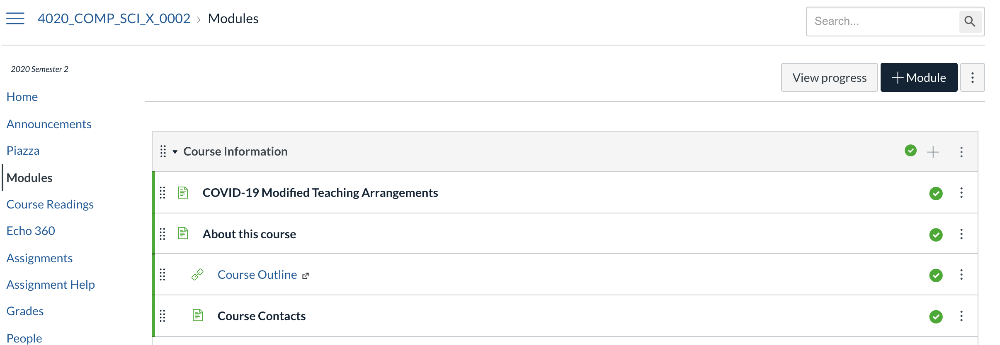 4020_COMP_SCI_X_0002 > Modules
Search...
2020 Semester 2
View progress
+ Module
Home
Announcements
Piazza
Modules
Course Readings
Echo 360
Assignments
Assignment Help
Grades
People
Course Information
COVID-19 Modified Teaching Arrangements
About this course
Course Outline
Course Contacts